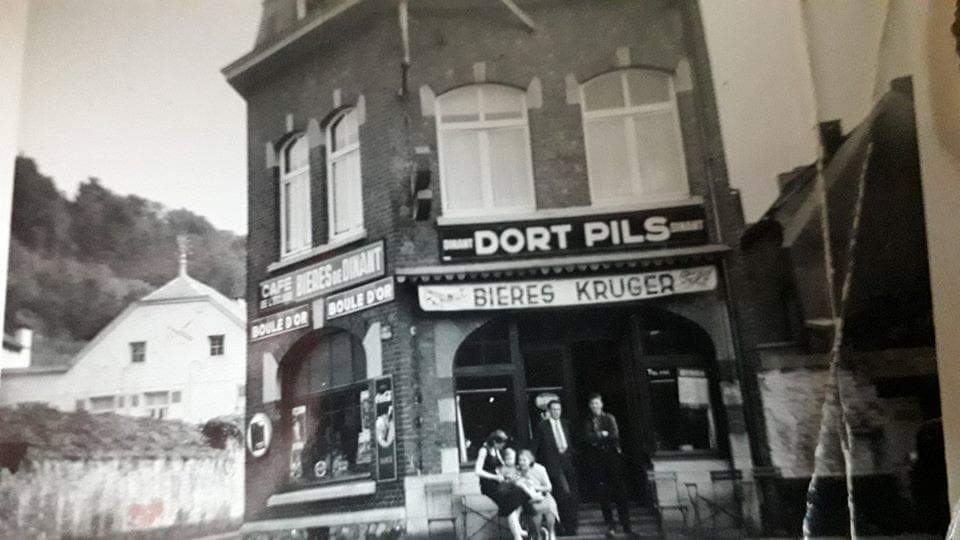 DINANT DORT PILS DINANT
BIERES KRUGER
CAFE
BIERES DE DINANT
BOULE D'OR
BOULE D'OR